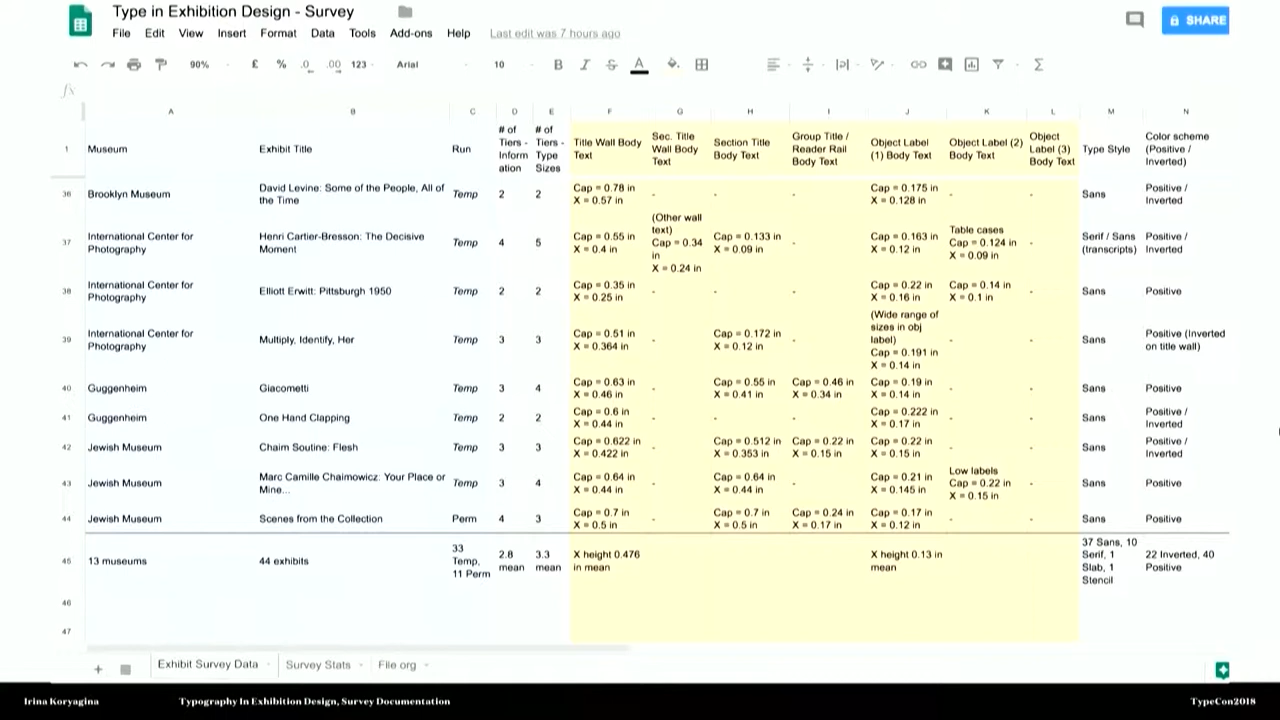 Type in Exhibition Design - Survey
File Edit View Insert Format Data Tools Add-ons Help Last edit was 7 hours ago
SHARE
90% £ % .0 .00 123 Arial 10 B I S A Σ
fx
A B C D E F G H I J K L M N
1 Museum Exhibit Title Run # of Tiers - Information # of Tiers - Type Sizes Title Wall Body Text Sec. Title Wall Body Text Section Title Body Text Group Title / Reader Rail Body Text Object Label (1) Body Text Object Label (2) Body Text Object Label (3) Body Text Type Style Color scheme (Positive / Inverted)
36 Brooklyn Museum David Levine: Some of the People, All of the Time Temp 2 2 Cap = 0.78 in X = 0.57 in - - - Cap = 0.175 in X = 0.128 in - - Sans Positive / Inverted
37 International Center for Photography Henri Cartier-Bresson: The Decisive Moment Temp 4 5 Cap = 0.55 in X = 0.4 in (Other wall text) Cap = 0.34 in X = 0.24 in Cap = 0.133 in X = 0.09 in - Cap = 0.163 in X = 0.12 in Table cases Cap = 0.124 in X = 0.09 in - Serif / Sans (transcripts) Positive / Inverted
38 International Center for Photography Elliott Erwitt: Pittsburgh 1950 Temp 2 2 Cap = 0.35 in X = 0.25 in - - - Cap = 0.22 in X = 0.16 in Cap = 0.14 in X = 0.1 in - Sans Positive
39 International Center for Photography Multiply, Identify, Her Temp 3 3 Cap = 0.51 in X = 0.364 in - Cap = 0.172 in X = 0.12 in - (Wide range of sizes in obj label) Cap = 0.191 in X = 0.14 in - - Sans Positive (Inverted on title wall)
40 Guggenheim Giacometti Temp 3 4 Cap = 0.63 in X = 0.46 in - Cap = 0.55 in X = 0.41 in Cap = 0.46 in X = 0.34 in Cap = 0.19 in X = 0.14 in - - Sans Positive
41 Guggenheim One Hand Clapping Temp 2 2 Cap = 0.6 in X = 0.44 in - - - Cap = 0.222 in X = 0.17 in - - Sans Positive / Inverted
42 Jewish Museum Chaim Soutine: Flesh Temp 3 3 Cap = 0.622 in X = 0.422 in - Cap = 0.512 in X = 0.353 in Cap = 0.22 in X = 0.15 in Cap = 0.22 in X = 0.15 in - - Sans Positive / Inverted
43 Jewish Museum Marc Camille Chaimowicz: Your Place or Mine... Temp 3 4 Cap = 0.64 in X = 0.44 in - Cap = 0.64 in X = 0.44 in - Cap = 0.21 in X = 0.145 in Low labels Cap = 0.22 in X = 0.15 in - Sans Positive
44 Jewish Museum Scenes from the Collection Perm 4 3 Cap = 0.7 in X = 0.5 in - Cap = 0.7 in X = 0.5 in Cap = 0.24 in X = 0.17 in Cap = 0.17 in X = 0.12 in - - Sans Positive
45 13 museums 44 exhibits 33 Temp, 11 Perm 2.8 mean 3.3 mean X height 0.476 in mean X height 0.13 in mean 37 Sans, 10 Serif, 1 Slab, 1 Stencil 22 Inverted, 40 Positive
46
47
+ Exhibit Survey Data Survey Stats File org
Irina Koryagina Typography In Exhibition Design, Survey Documentation TypeCon2018